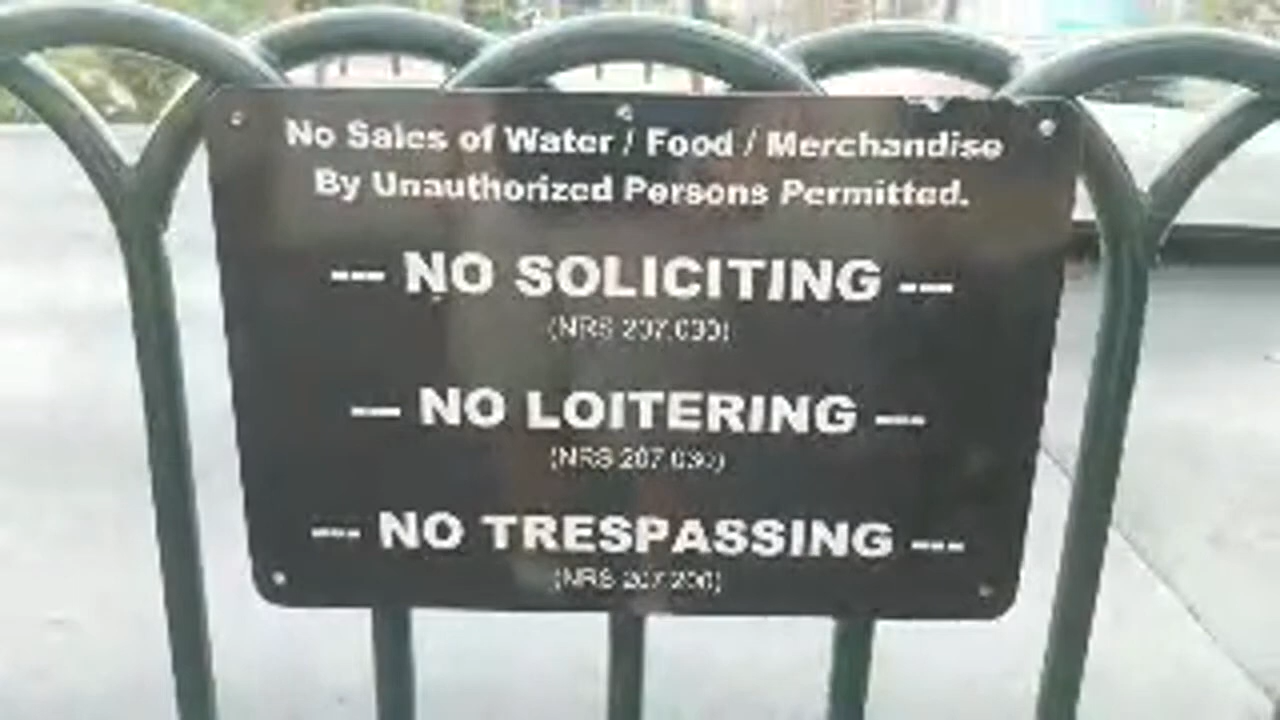 No Sales of Water / Food / Merchandise
By Unauthorized Persons Permitted.
--- NO SOLICITING ---
(NRS 207.030)
--- NO LOITERING ---
(NRS 207.030)
--- NO TRESPASSING ---
(NRS 207.200)